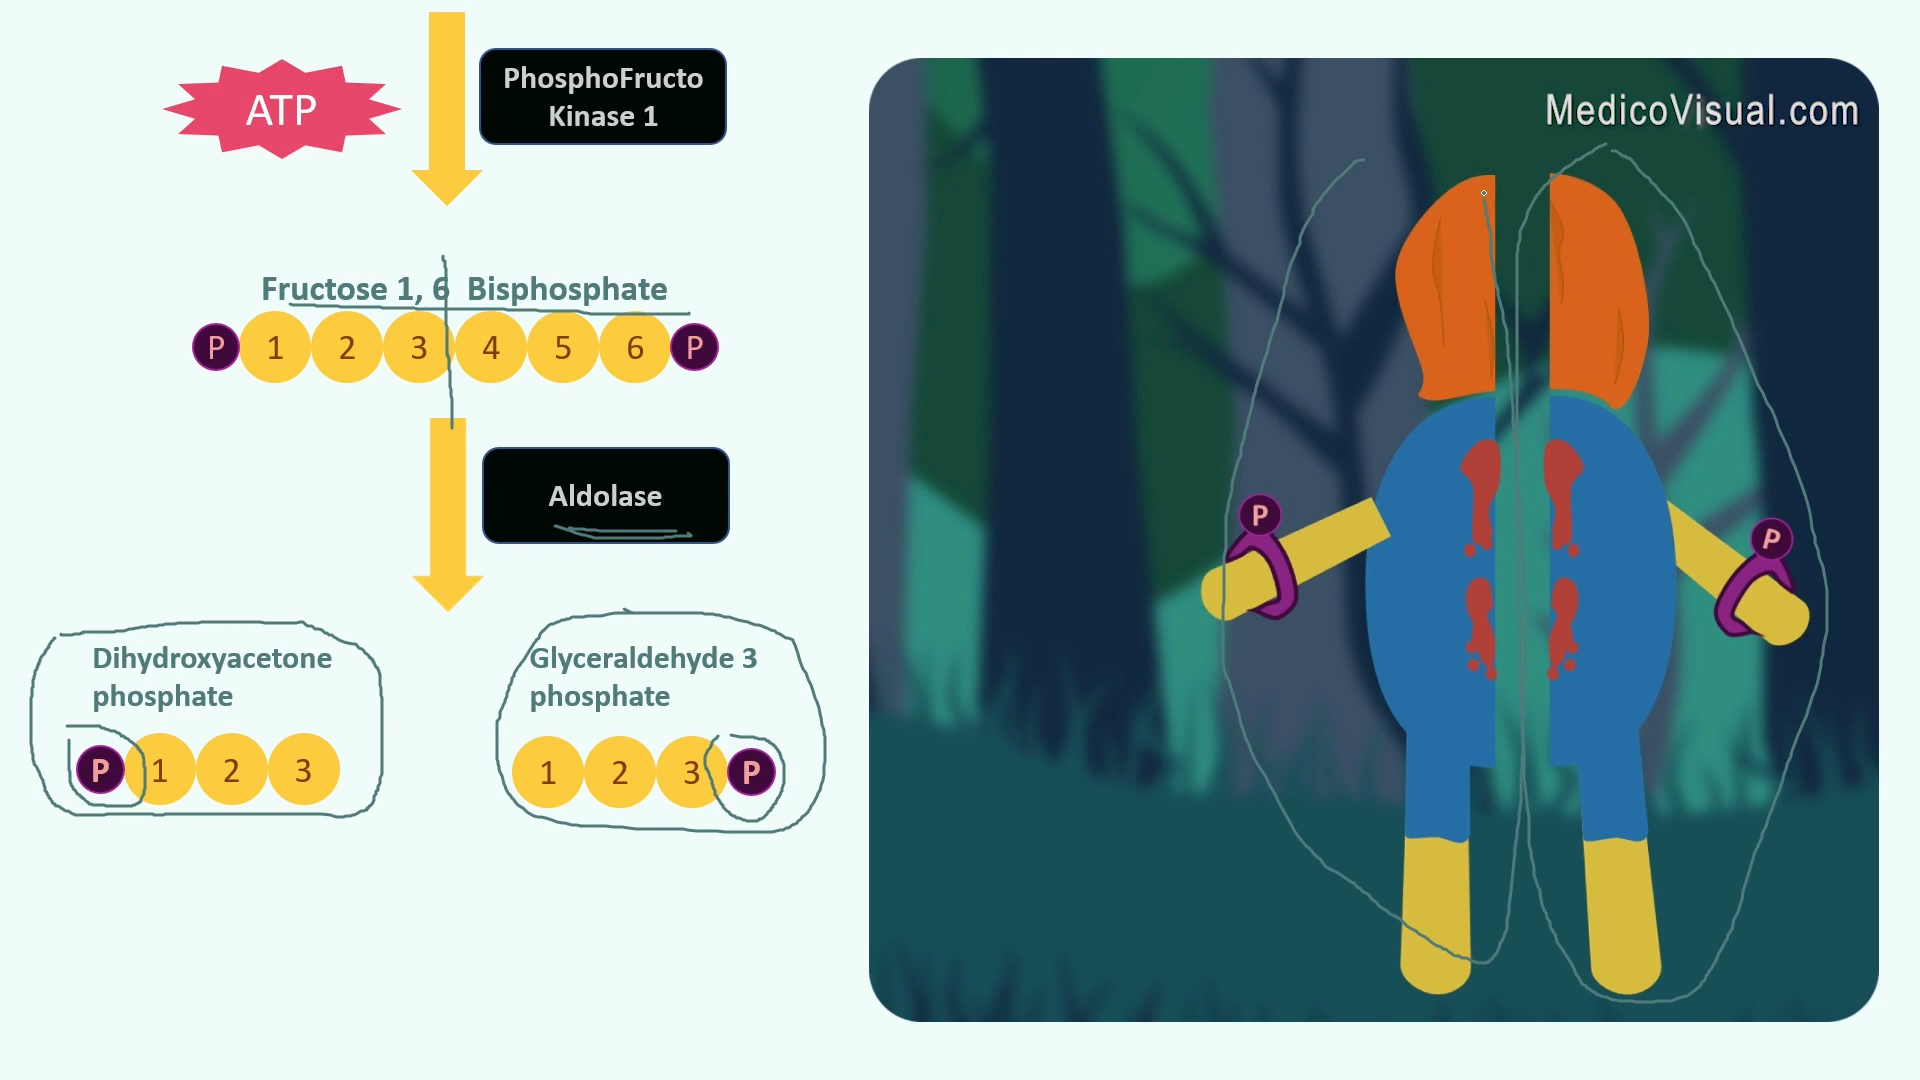 ATP
PhosphoFructo
Kinase 1
Fructose 1, 6 Bisphosphate
P 1 2 3 4 5 6 P
Aldolase
Dihydroxyacetone
phosphate
P 1 2 3
Glyceraldehyde 3
phosphate
1 2 3 P
MedicoVisual.com
P
P